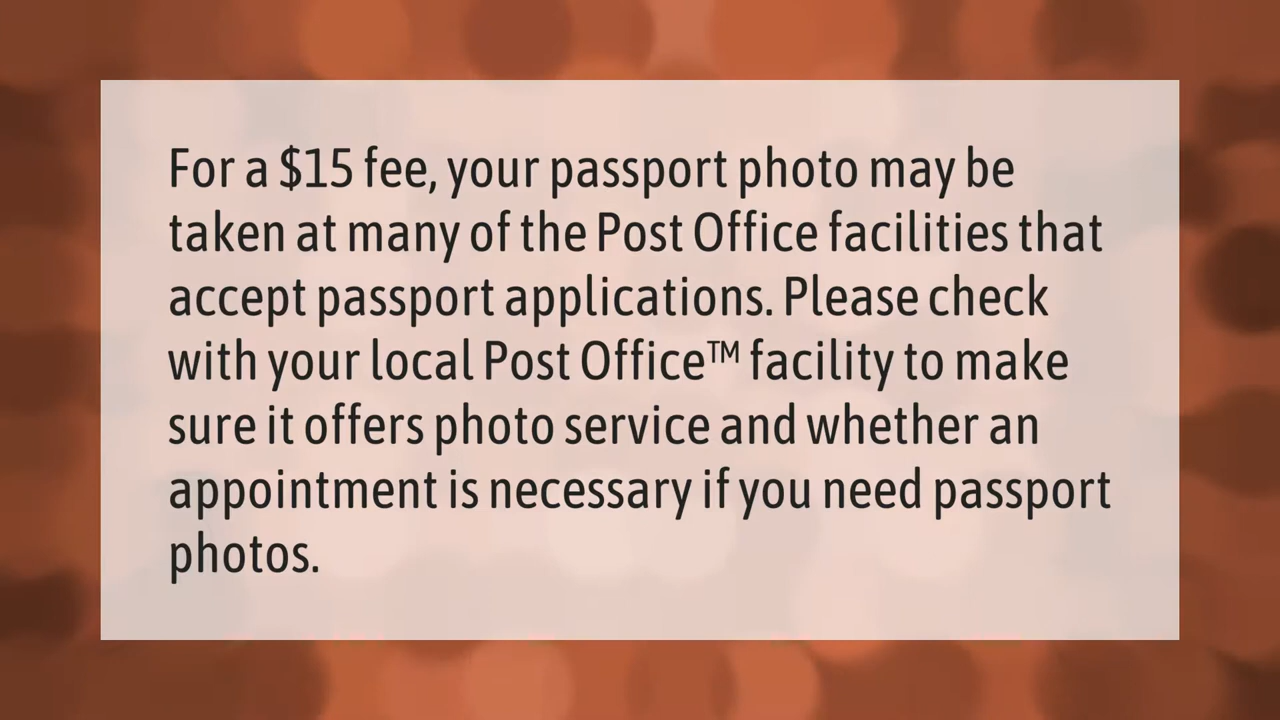 For a $15 fee, your passport photo may be
taken at many of the Post Office facilities that
accept passport applications. Please check
with your local Post Office™ facility to make
sure it offers photo service and whether an
appointment is necessary if you need passport
photos.